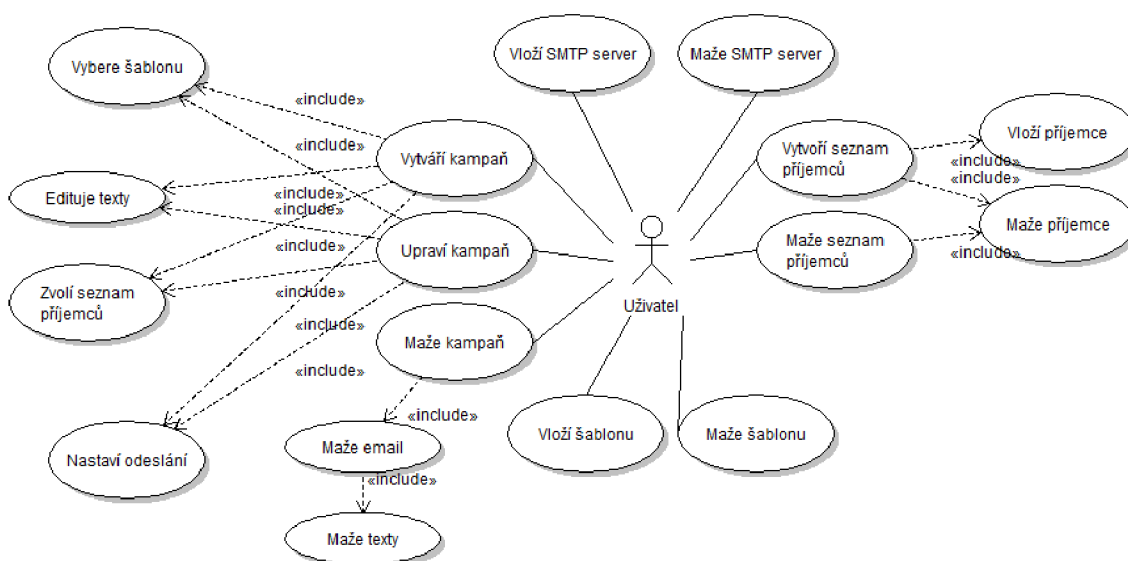 Vloží SMTP server
Maže SMTP server
Vybere šablonu
«include»
Vloží příjemce
«include»
Vytváří kampaň
Vytvoří seznam
příjemců
«include»
«include»
Edituje texty
«include»
«include»
Maže příjemce
Upraví kampaň
«include»
Maže seznam
příjemců
«include»
Zvolí seznam
příjemců
«include»
Uživatel
«include»
Maže kampaň
«include»
«include»
Vloží šablonu
Maže šablonu
Maže email
Nastaví odeslání
«include»
Maže texty